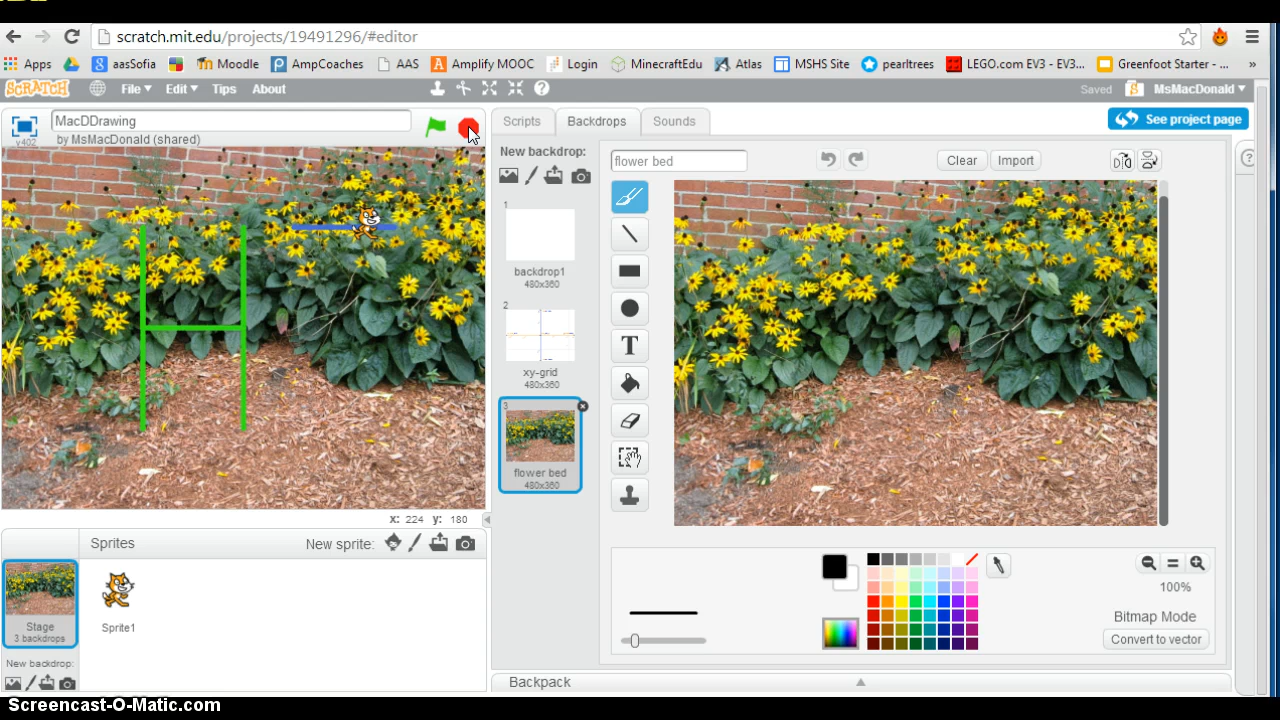 scratch.mit.edu/projects/19491296/#editor
Apps aasSofia Moodle AmpCoaches AAS Amplify MOOC Login MinecraftEdu Atlas MSHS Site pearltrees LEGO.com EV3 - EV3... Greenfoot Starter - ... »
SCRATCH File Edit Tips About Saved MsMacDonald
MacDDrawing
by MsMacDonald (shared)
v402
Scripts Backdrops Sounds See project page
New backdrop: flower bed Clear Import
1
backdrop1
480x360
2
xy-grid
480x360
3
flower bed
480x360
T
x: 224 y: 180
Sprites New sprite:
Stage
3 backdrops
Sprite1
New backdrop:
100%
Bitmap Mode
Convert to vector
Backpack
Screencast-O-Matic.com